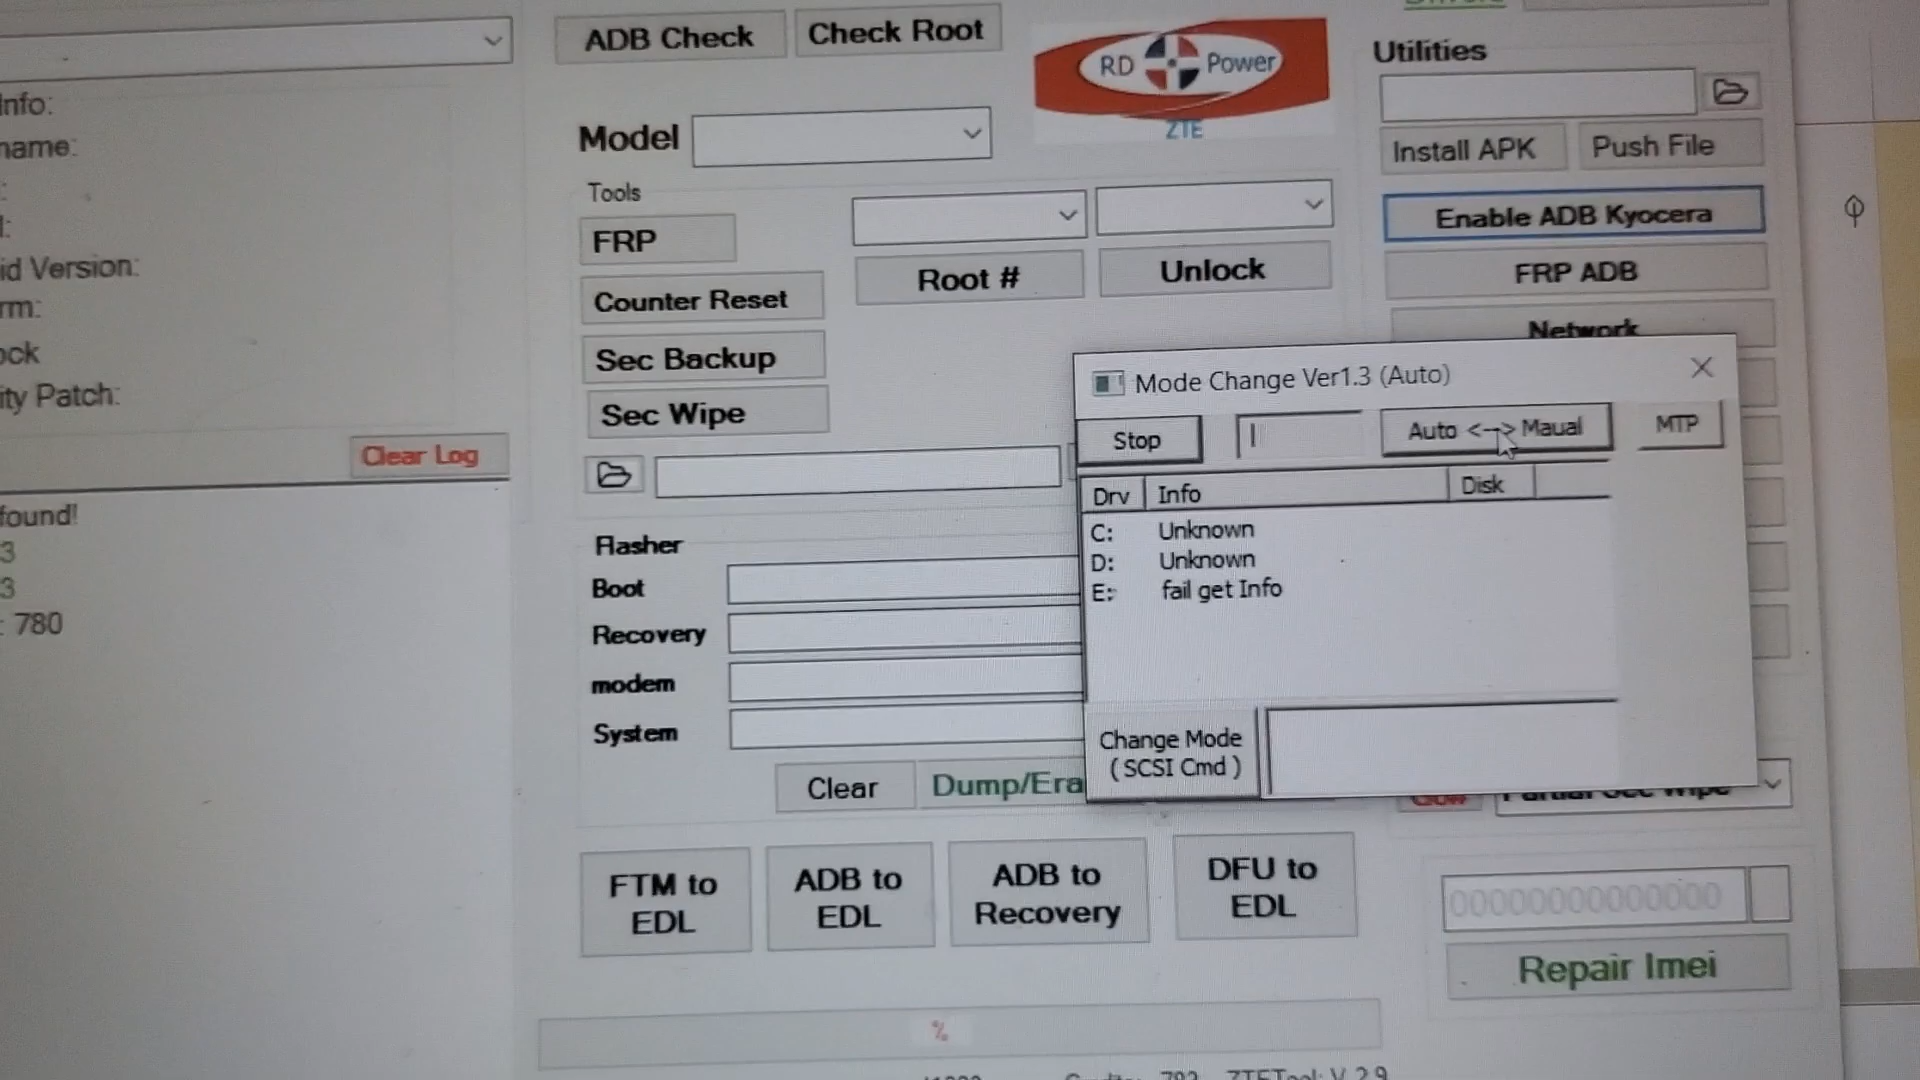 ADB Check
Check Root
RD Power
ZTE
Utilities
Info:
name:
Model
Install APK
Push File
Tools
FRP
Root #
Unlock
Enable ADB Kyocera
FRP ADB
Network
id Version:
rm:
ock
ity Patch:
Counter Reset
Sec Backup
Sec Wipe
Clear Log
found!
3
3
: 780
Mode Change Ver1.3 (Auto)
Stop
Auto <--> Maual
MTP
Drv Info Disk
C: Unknown
D: Unknown
E: fail get Info
Change Mode
( SCSI Cmd )
Flasher
Boot
Recovery
modem
System
Clear
Dump/Era
Partial Sec Wipe
FTM to
EDL
ADB to
EDL
ADB to
Recovery
DFU to
EDL
00000000000000
Repair Imei
%
792
ZTETool: V 2.9